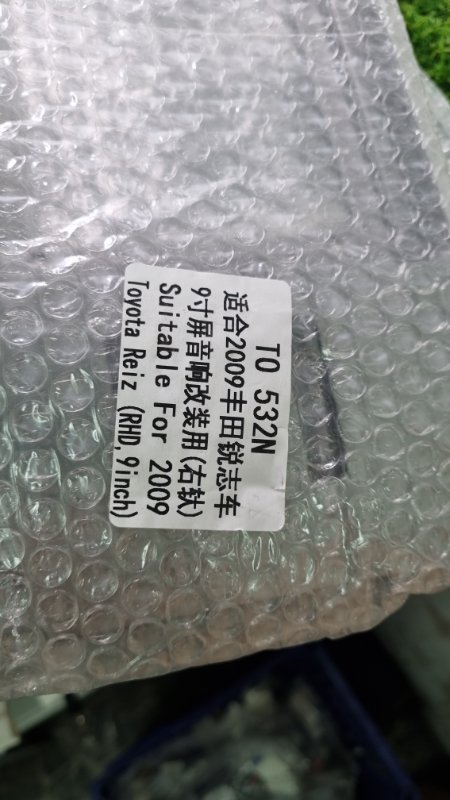 TO 532N
适合2009丰田锐志车
9寸屏音响改装用(右轪)
Suitable For 2009
Toyota Reiz (RHD,9inch)